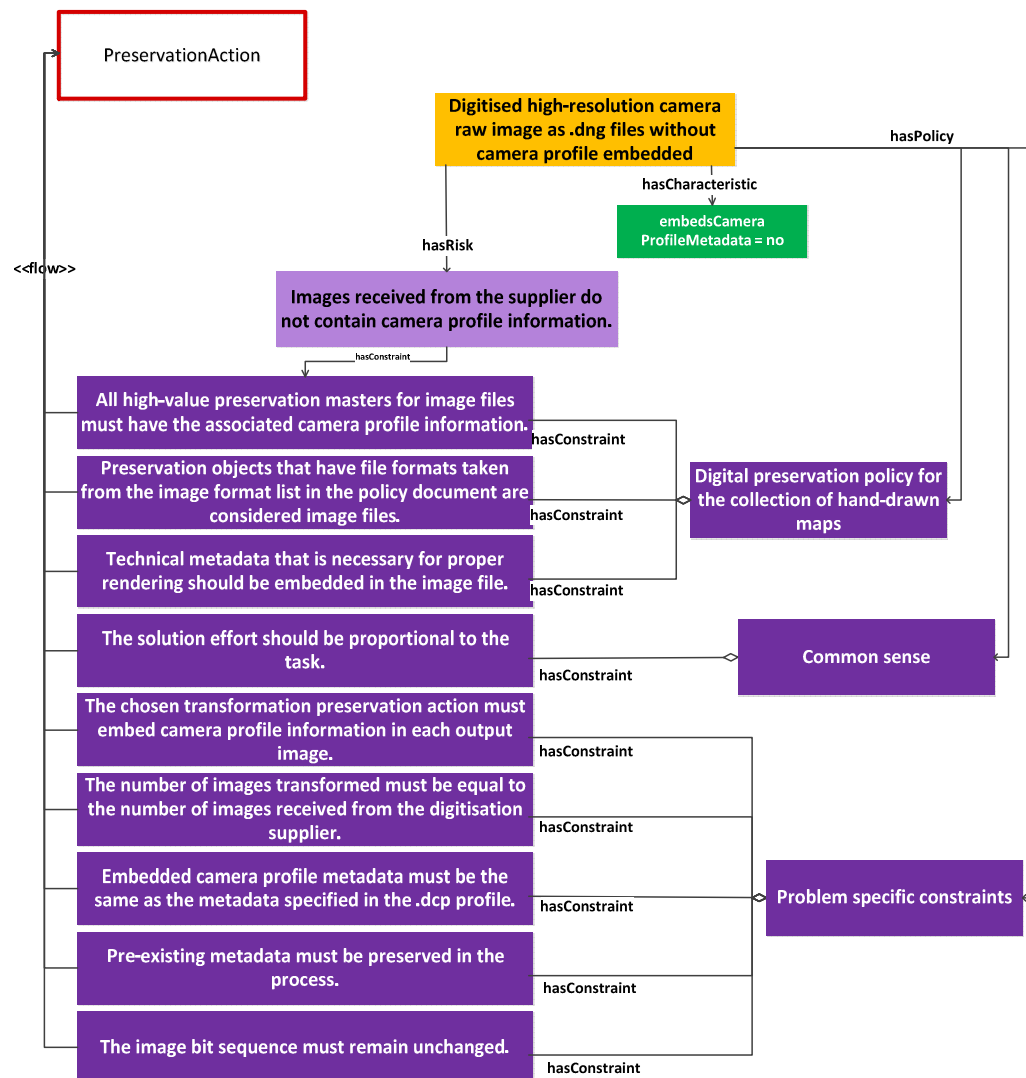 PreservationAction
Digitised high-resolution camera
raw image as .dng files without
camera profile embedded
hasPolicy
hasCharacteristic
embedsCamera
ProfileMetadata = no
hasRisk
<<flow>>
Images received from the supplier do
not contain camera profile information.
hasConstraint
All high-value preservation masters for image files
must have the associated camera profile information.
hasConstraint
Preservation objects that have file formats taken
from the image format list in the policy document are
considered image files.
hasConstraint
Digital preservation policy for
the collection of hand-drawn
maps
Technical metadata that is necessary for proper
rendering should be embedded in the image file.
hasConstraint
The solution effort should be proportional to the
task.
hasConstraint
Common sense
The chosen transformation preservation action must
embed camera profile information in each output
image.
hasConstraint
The number of images transformed must be equal to
the number of images received from the digitisation
supplier.
hasConstraint
Embedded camera profile metadata must be the
same as the metadata specified in the .dcp profile.
hasConstraint
Problem specific constraints
Pre-existing metadata must be preserved in the
process.
hasConstraint
The image bit sequence must remain unchanged.
hasConstraint